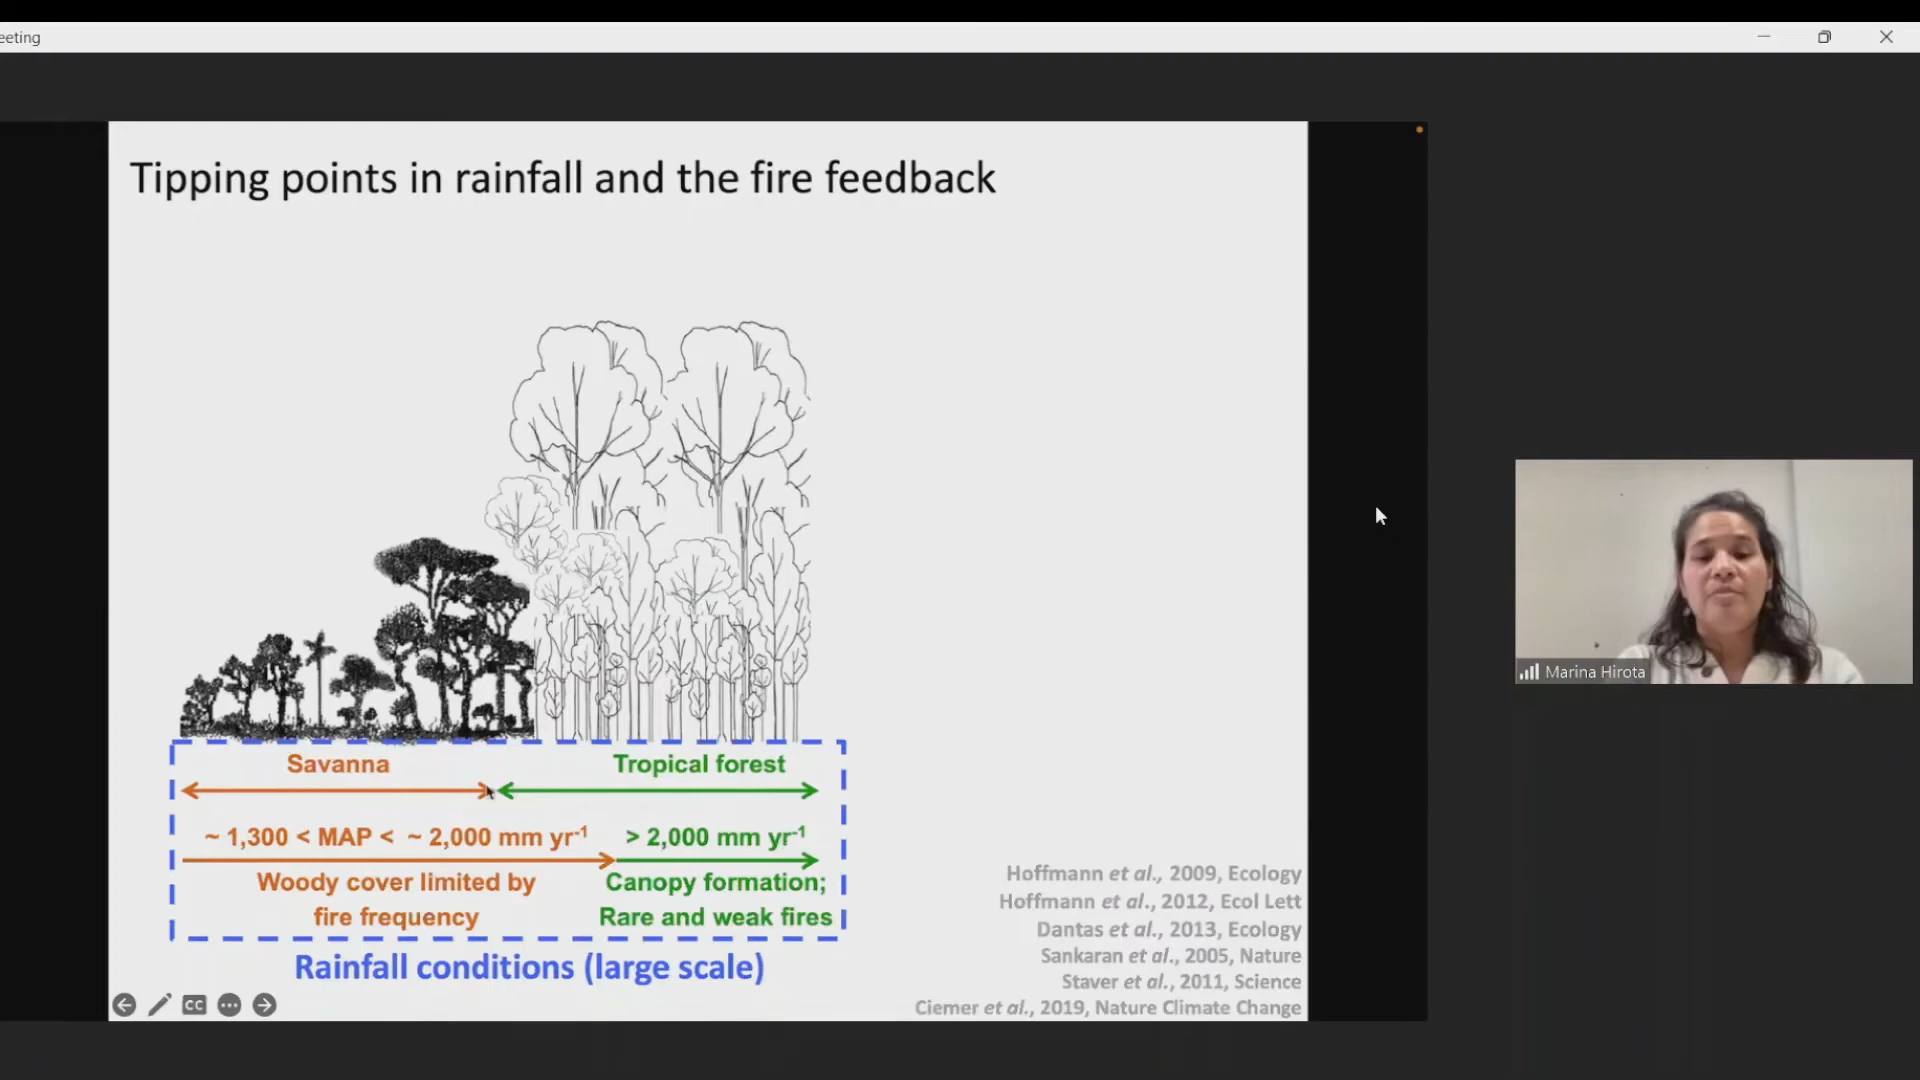 eeting
Tipping points in rainfall and the fire feedback
Savanna
Tropical forest
~ 1,300 < MAP < ~ 2,000 mm yr-1
> 2,000 mm yr-1
Woody cover limited by
fire frequency
Canopy formation;
Rare and weak fires
Rainfall conditions (large scale)
Hoffmann et al., 2009, Ecology
Hoffmann et al., 2012, Ecol Lett
Dantas et al., 2013, Ecology
Sankaran et al., 2005, Nature
Staver et al., 2011, Science
Ciemer et al., 2019, Nature Climate Change
CC
Marina Hirota